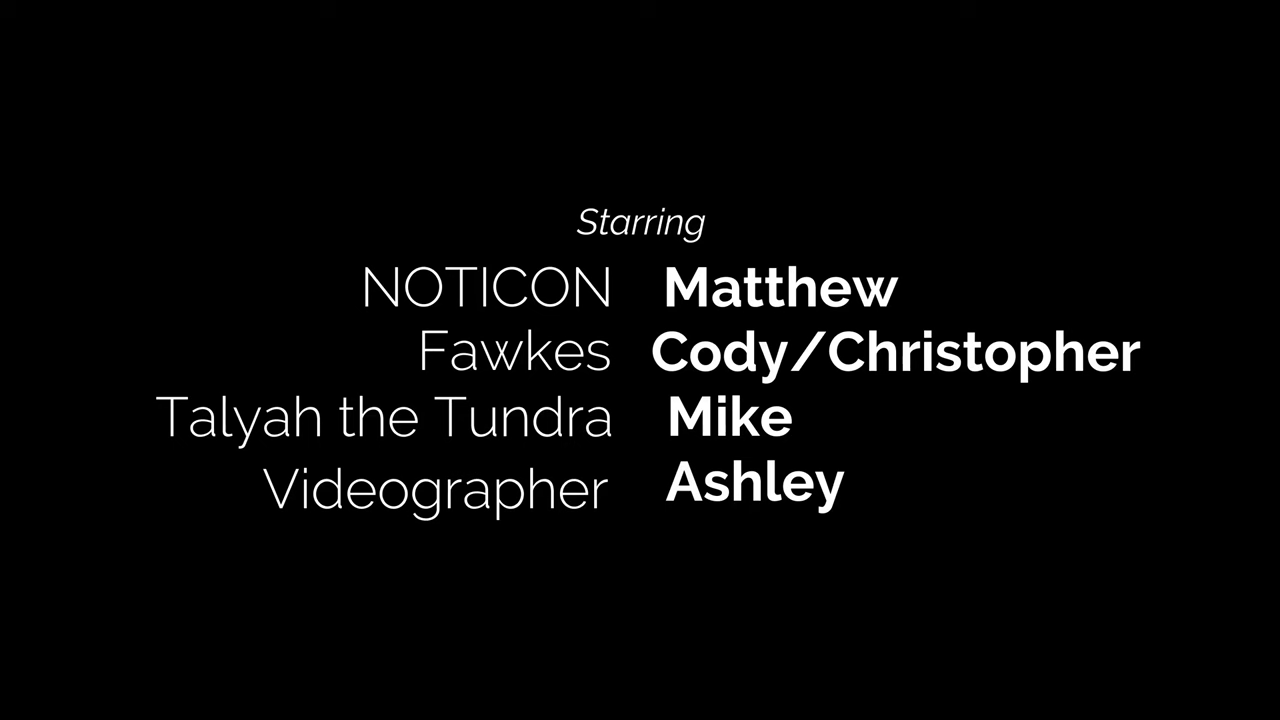 Starring
NOTICON Matthew
Fawkes Cody/Christopher
Talyah the Tundra Mike
Videographer Ashley